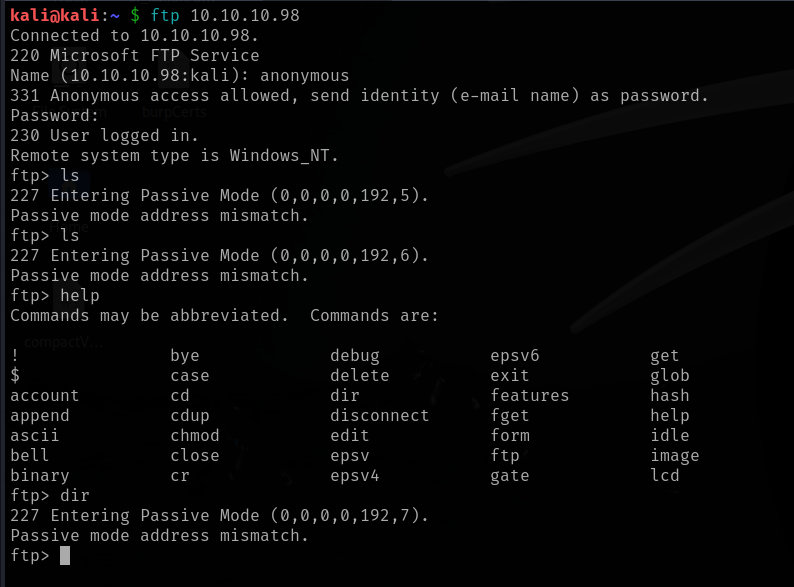 kali@kali:~ $ ftp 10.10.10.98
Connected to 10.10.10.98.
220 Microsoft FTP Service
Name (10.10.10.98:kali): anonymous
331 Anonymous access allowed, send identity (e-mail name) as password.
Password:
burpCerts
230 User logged in.
Remote system type is Windows_NT.
ftp> ls
227 Entering Passive Mode (0,0,0,0,192,5).
Passive mode address mismatch.
ftp> ls
227 Entering Passive Mode (0,0,0,0,192,6).
Passive mode address mismatch.
ftp> help
Commands may be abbreviated.  Commands are:
compactV...
!               bye             debug           epsv6           get
$               case            delete          exit            glob
account         cd              dir             features        hash
append          cdup            disconnect      fget            help
ascii           chmod           edit            form            idle
bell            close           epsv            ftp             image
binary          cr              epsv4           gate            lcd
ftp> dir
227 Entering Passive Mode (0,0,0,0,192,7).
Passive mode address mismatch.
ftp>